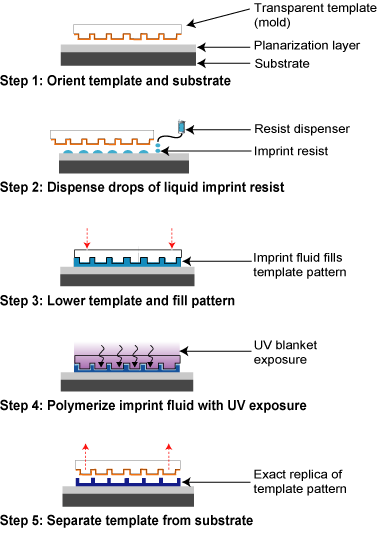 Transparent template
(mold)
Planarization layer
Substrate
Step 1: Orient template and substrate
Resist dispenser
Imprint resist
Step 2: Dispense drops of liquid imprint resist
Imprint fluid fills
template pattern
Step 3: Lower template and fill pattern
UV blanket
exposure
Step 4: Polymerize imprint fluid with UV exposure
Exact replica of
template pattern
Step 5: Separate template from substrate